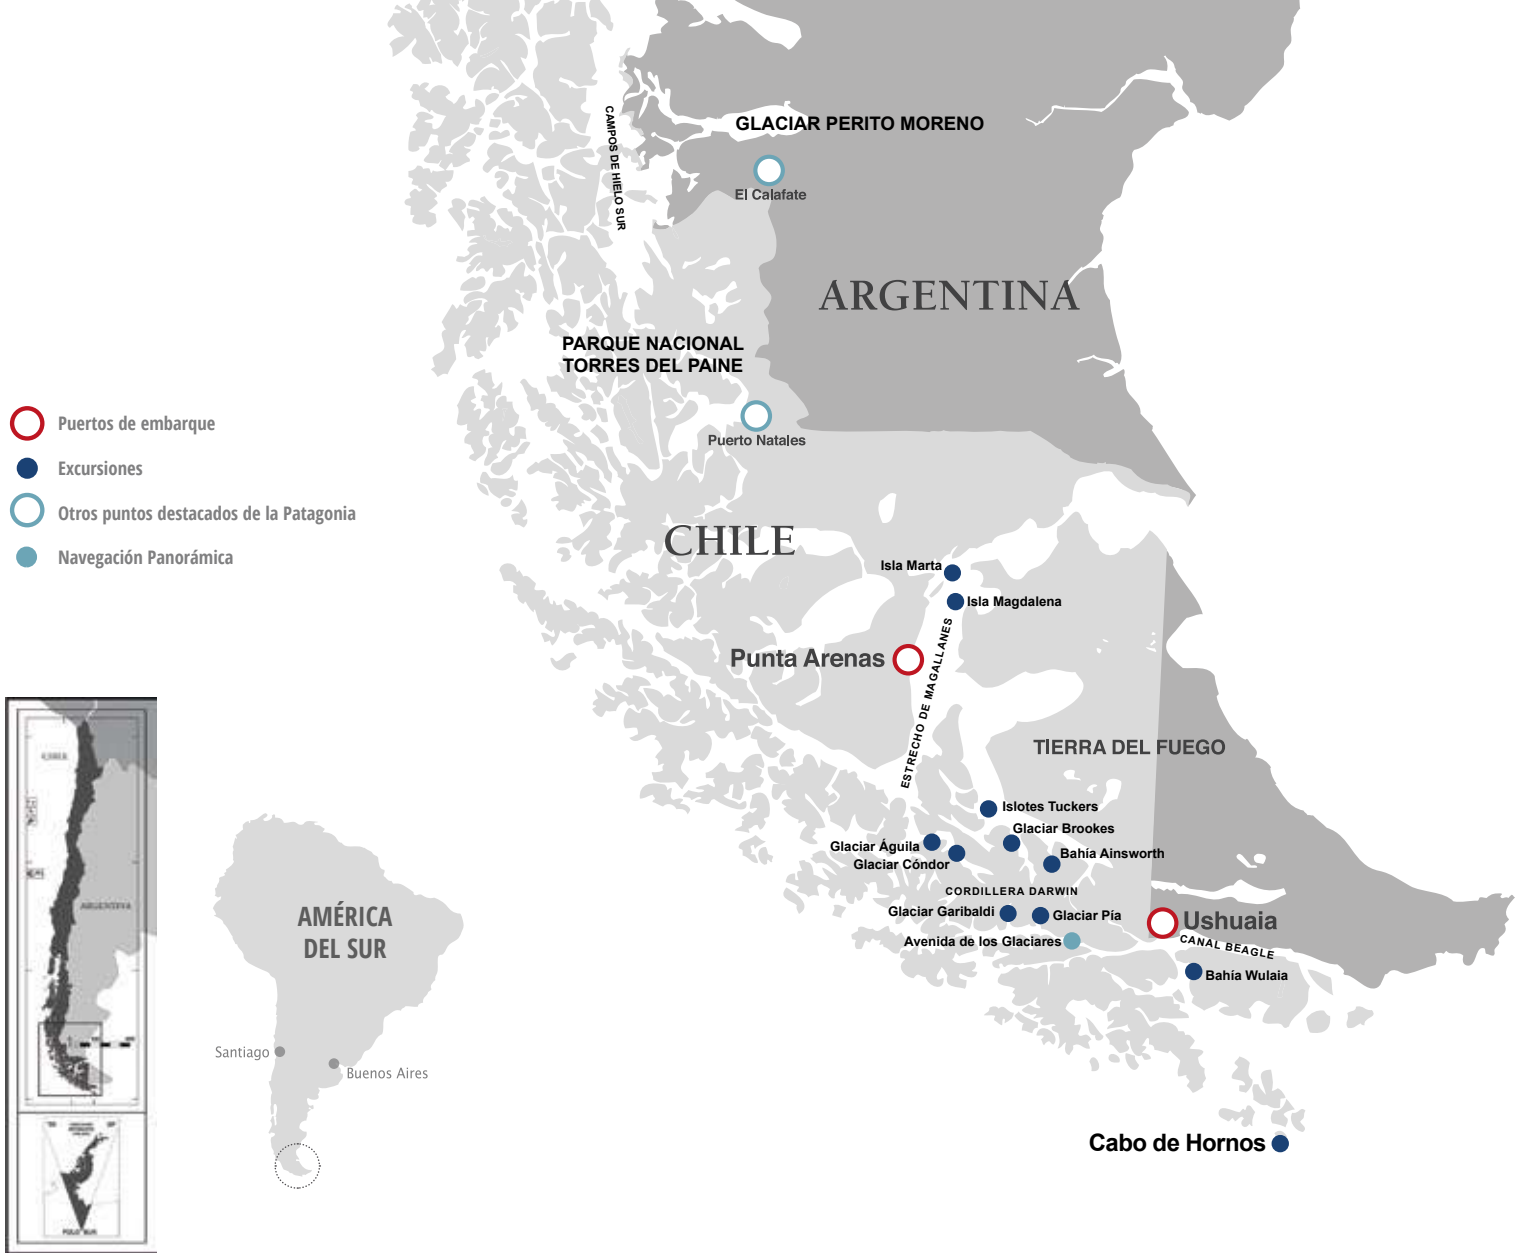 GLACIAR PERITO MORENO
CAMPOS DE HIELO SUR
El Calafate
ARGENTINA
PARQUE NACIONAL
TORRES DEL PAINE
Puerto Natales
Puertos de embarque
Excursiones
Otros puntos destacados de la Patagonia
Navegación Panorámica
CHILE
Isla Marta
Isla Magdalena
Punta Arenas
ESTRECHO DE MAGALLANES
TIERRA DEL FUEGO
Islotes Tuckers
Glaciar Brookes
Glaciar Águila
Bahía Ainsworth
Glaciar Cóndor
CORDILLERA DARWIN
Glaciar Garibaldi
Glaciar Pía
Ushuaia
Avenida de los Glaciares
CANAL BEAGLE
Bahía Wulaia
Cabo de Hornos
AMÉRICA
DEL SUR
Santiago
Buenos Aires
CHILE
ARGENTINA
POLO SUR